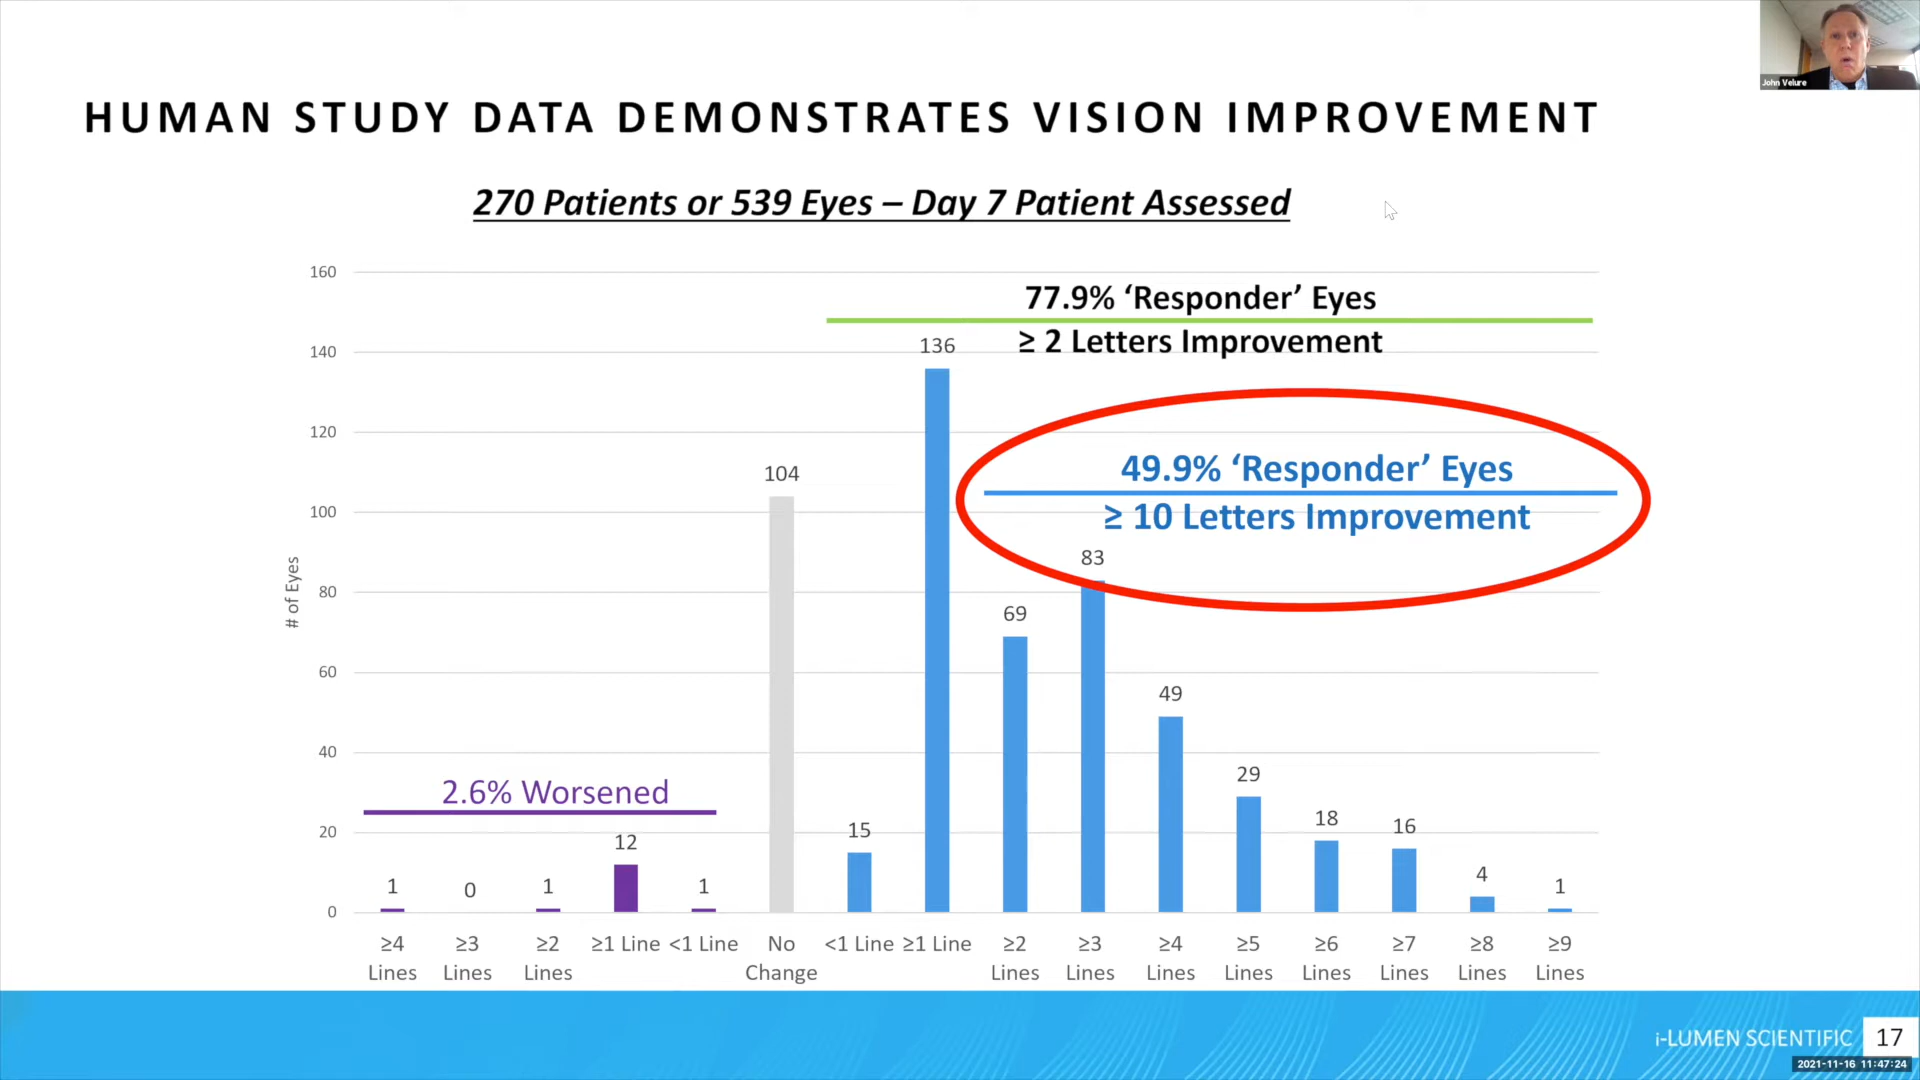 John Velure
HUMAN STUDY DATA DEMONSTRATES VISION IMPROVEMENT
270 Patients or 539 Eyes – Day 7 Patient Assessed
160
140
120
100
80
60
40
20
0
# of Eyes
77.9% ‘Responder’ Eyes
≥ 2 Letters Improvement
49.9% ‘Responder’ Eyes
≥ 10 Letters Improvement
2.6% Worsened
1
0
1
12
1
104
15
136
69
83
49
29
18
16
4
1
≥4 Lines
≥3 Lines
≥2 Lines
≥1 Line
<1 Line
No Change
<1 Line
≥1 Line
≥2 Lines
≥3 Lines
≥4 Lines
≥5 Lines
≥6 Lines
≥7 Lines
≥8 Lines
≥9 Lines
i-LUMEN SCIENTIFIC
17
2021-11-16 11:47:24